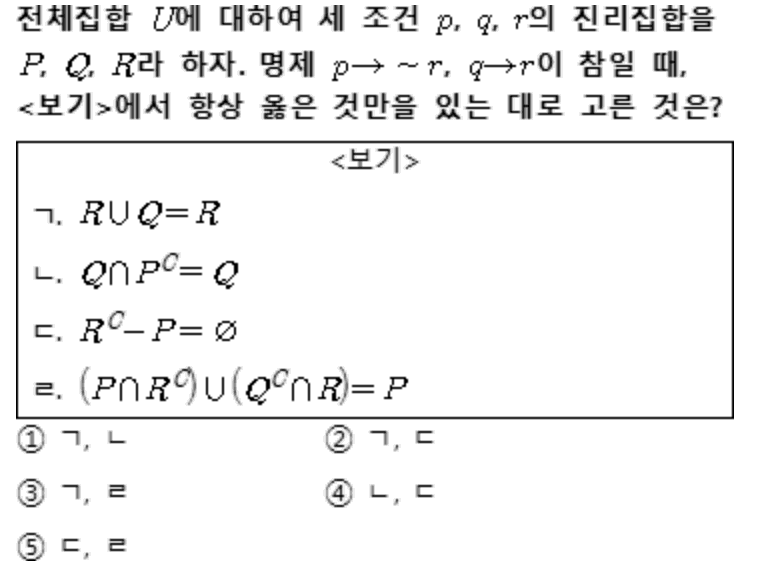 전체집합 U에 대하여 세 조건 p, q, r의 진리집합을
P, Q, R라 하자. 명제 p→ ~r, q→r이 참일 때,
<보기>에서 항상 옳은 것만을 있는 대로 고른 것은?
<보기>
ㄱ. R∪Q=R
ㄴ. Q∩P^C=Q
ㄷ. R^C-P=∅
ㄹ. (P∩R^C)∪(Q^C∩R)=P
① ㄱ, ㄴ ② ㄱ, ㄷ
③ ㄱ, ㄹ ④ ㄴ, ㄷ
⑤ ㄷ, ㄹ